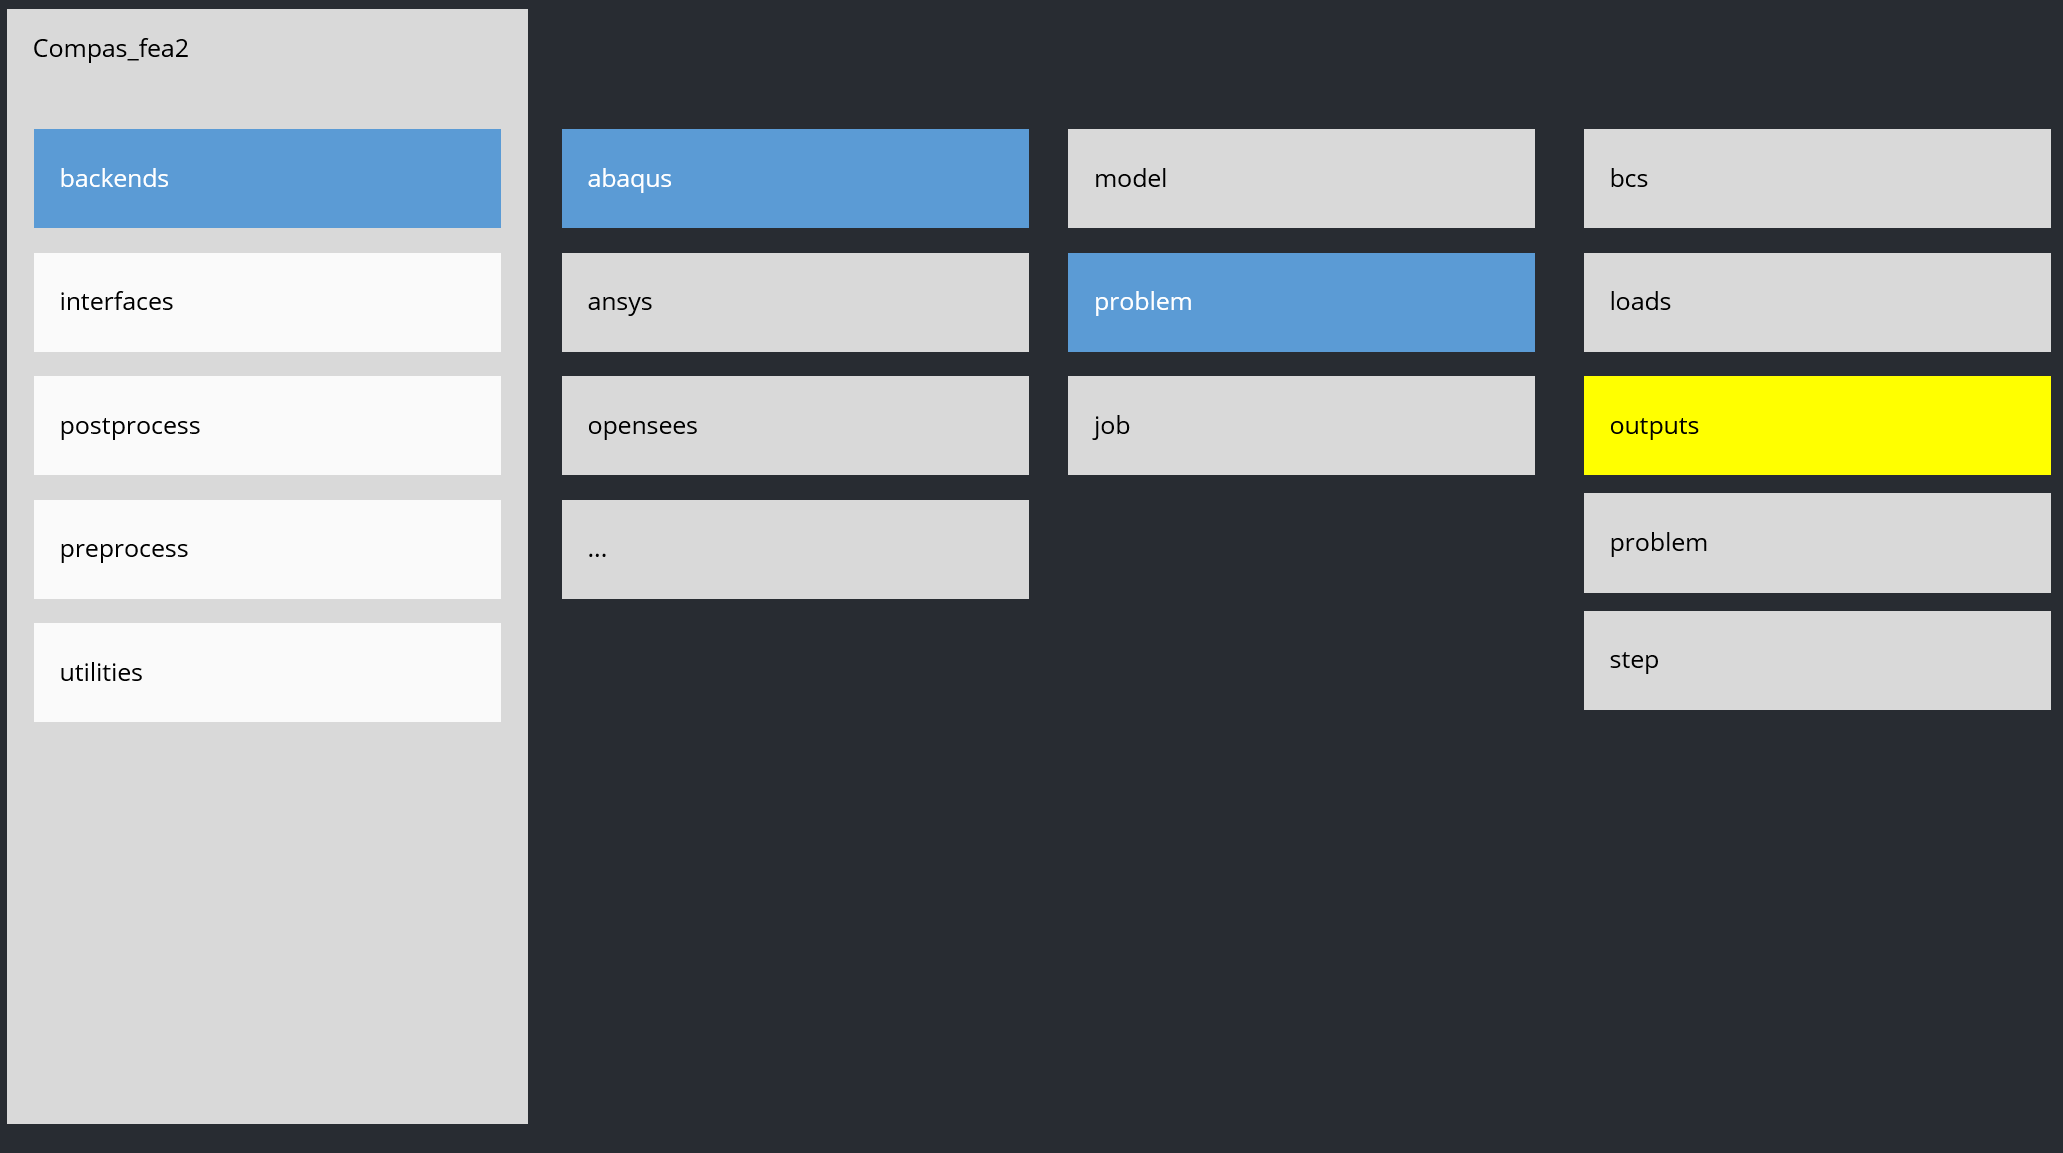 Compas_fea2
backends
interfaces
postprocess
preprocess
utilities
abaqus
ansys
opensees
...
model
problem
job
bcs
loads
outputs
problem
step